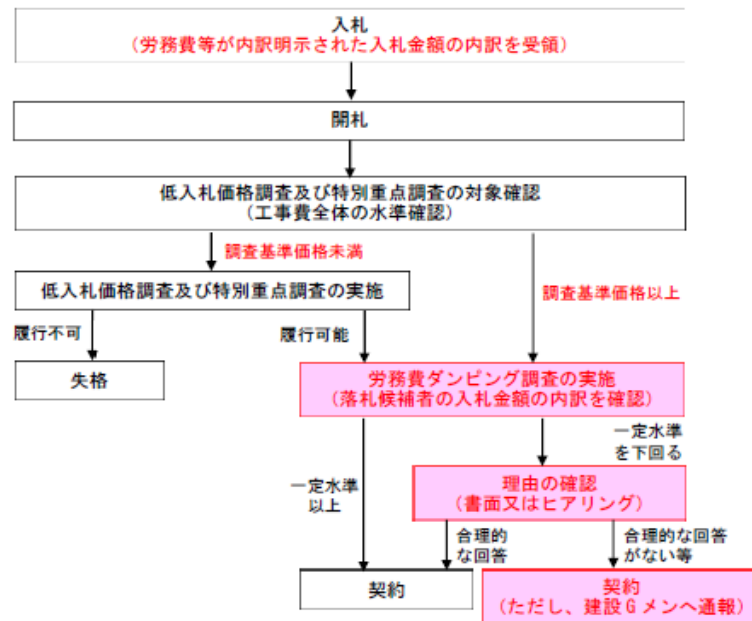 入札
（労務費等が内訳明示された入札金額の内訳を受領）
開札
低入札価格調査及び特別重点調査の対象確認
（工事費全体の水準確認）
調査基準価格未満
調査基準価格以上
低入札価格調査及び特別重点調査の実施
履行不可
履行可能
失格
労務費ダンピング調査の実施
（落札候補者の入札金額の内訳を確認）
一定水準
を下回る
一定水準
以上
理由の確認
（書面又はヒアリング）
合理的
な回答
合理的な回答
がない等
契約
契約
（ただし、建設Gメンへ通報）